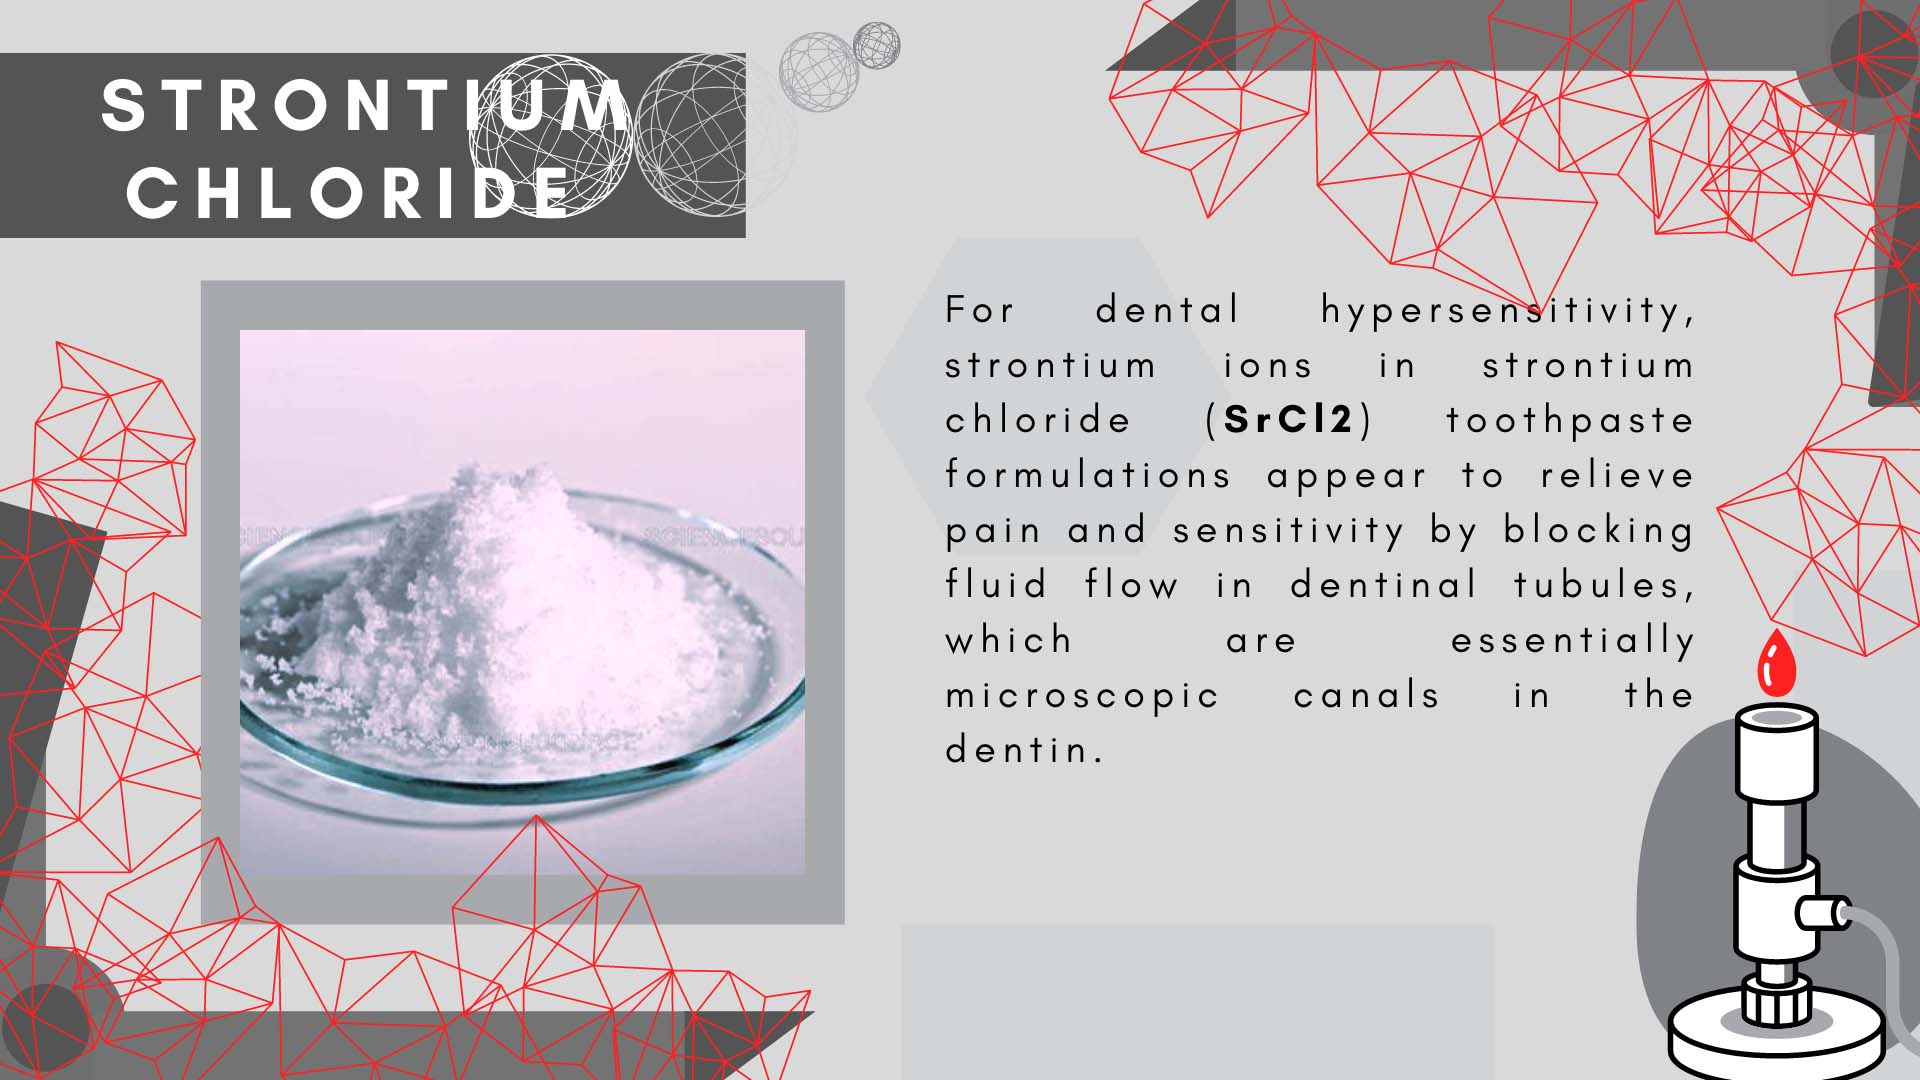 STRONTIUM
CHLORIDE
For dental hypersensitivity,
strontium ions in strontium
chloride (SrCl2) toothpaste
formulations appear to relieve
pain and sensitivity by blocking
fluid flow in dentinal tubules,
which are essentially
microscopic canals in the
dentin.